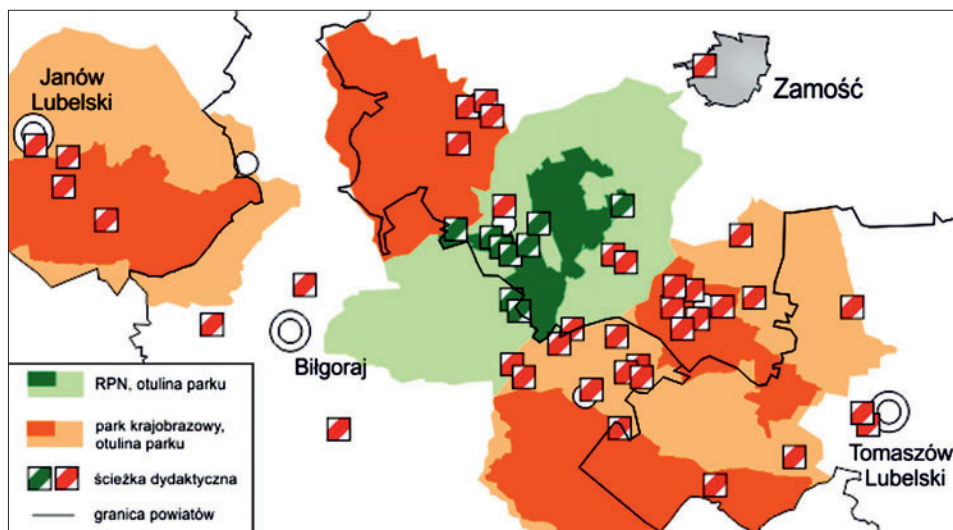 Janów
Lubelski
Zamość
Biłgoraj
Tomaszów
Lubelski
RPN, otulina parku
park krajobrazowy,
otulina parku
ścieżka dydaktyczna
granica powiatów